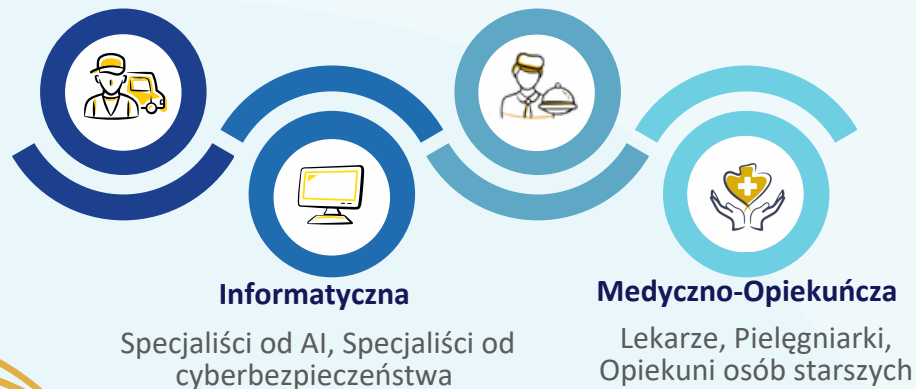 Informatyczna
Specjaliści od AI, Specjaliści od
cyberbezpieczeństwa
Medyczno-Opiekuńcza
Lekarze, Pielęgniarki,
Opiekuni osób starszych